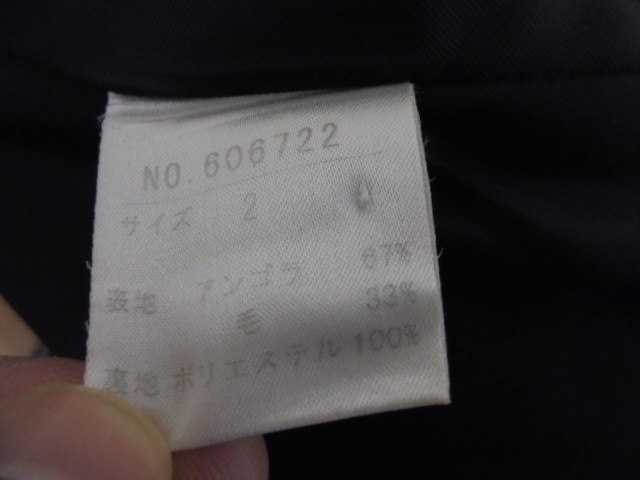 NO.606722
サイズ 2
表地 アンゴラ 67%
毛 33%
裏地 ポリエステル 100%